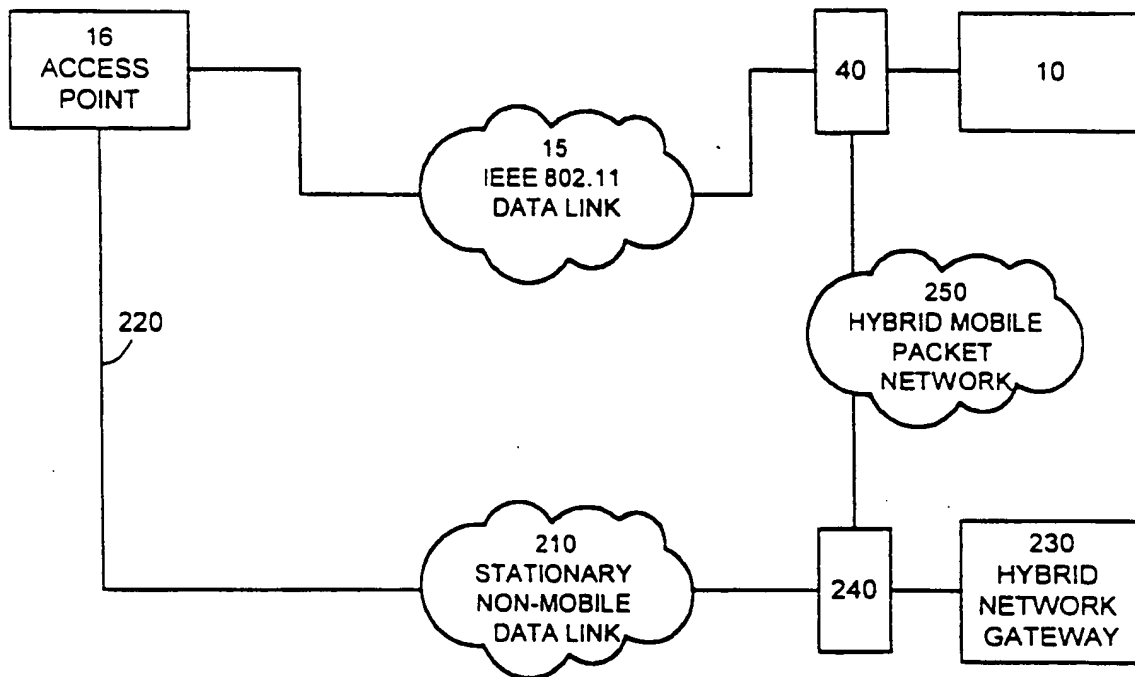 16
ACCESS
POINT
40
10
15
IEEE 802.11
DATA LINK
220
250
HYBRID MOBILE
PACKET
NETWORK
210
STATIONARY
NON-MOBILE
DATA LINK
240
230
HYBRID
NETWORK
GATEWAY